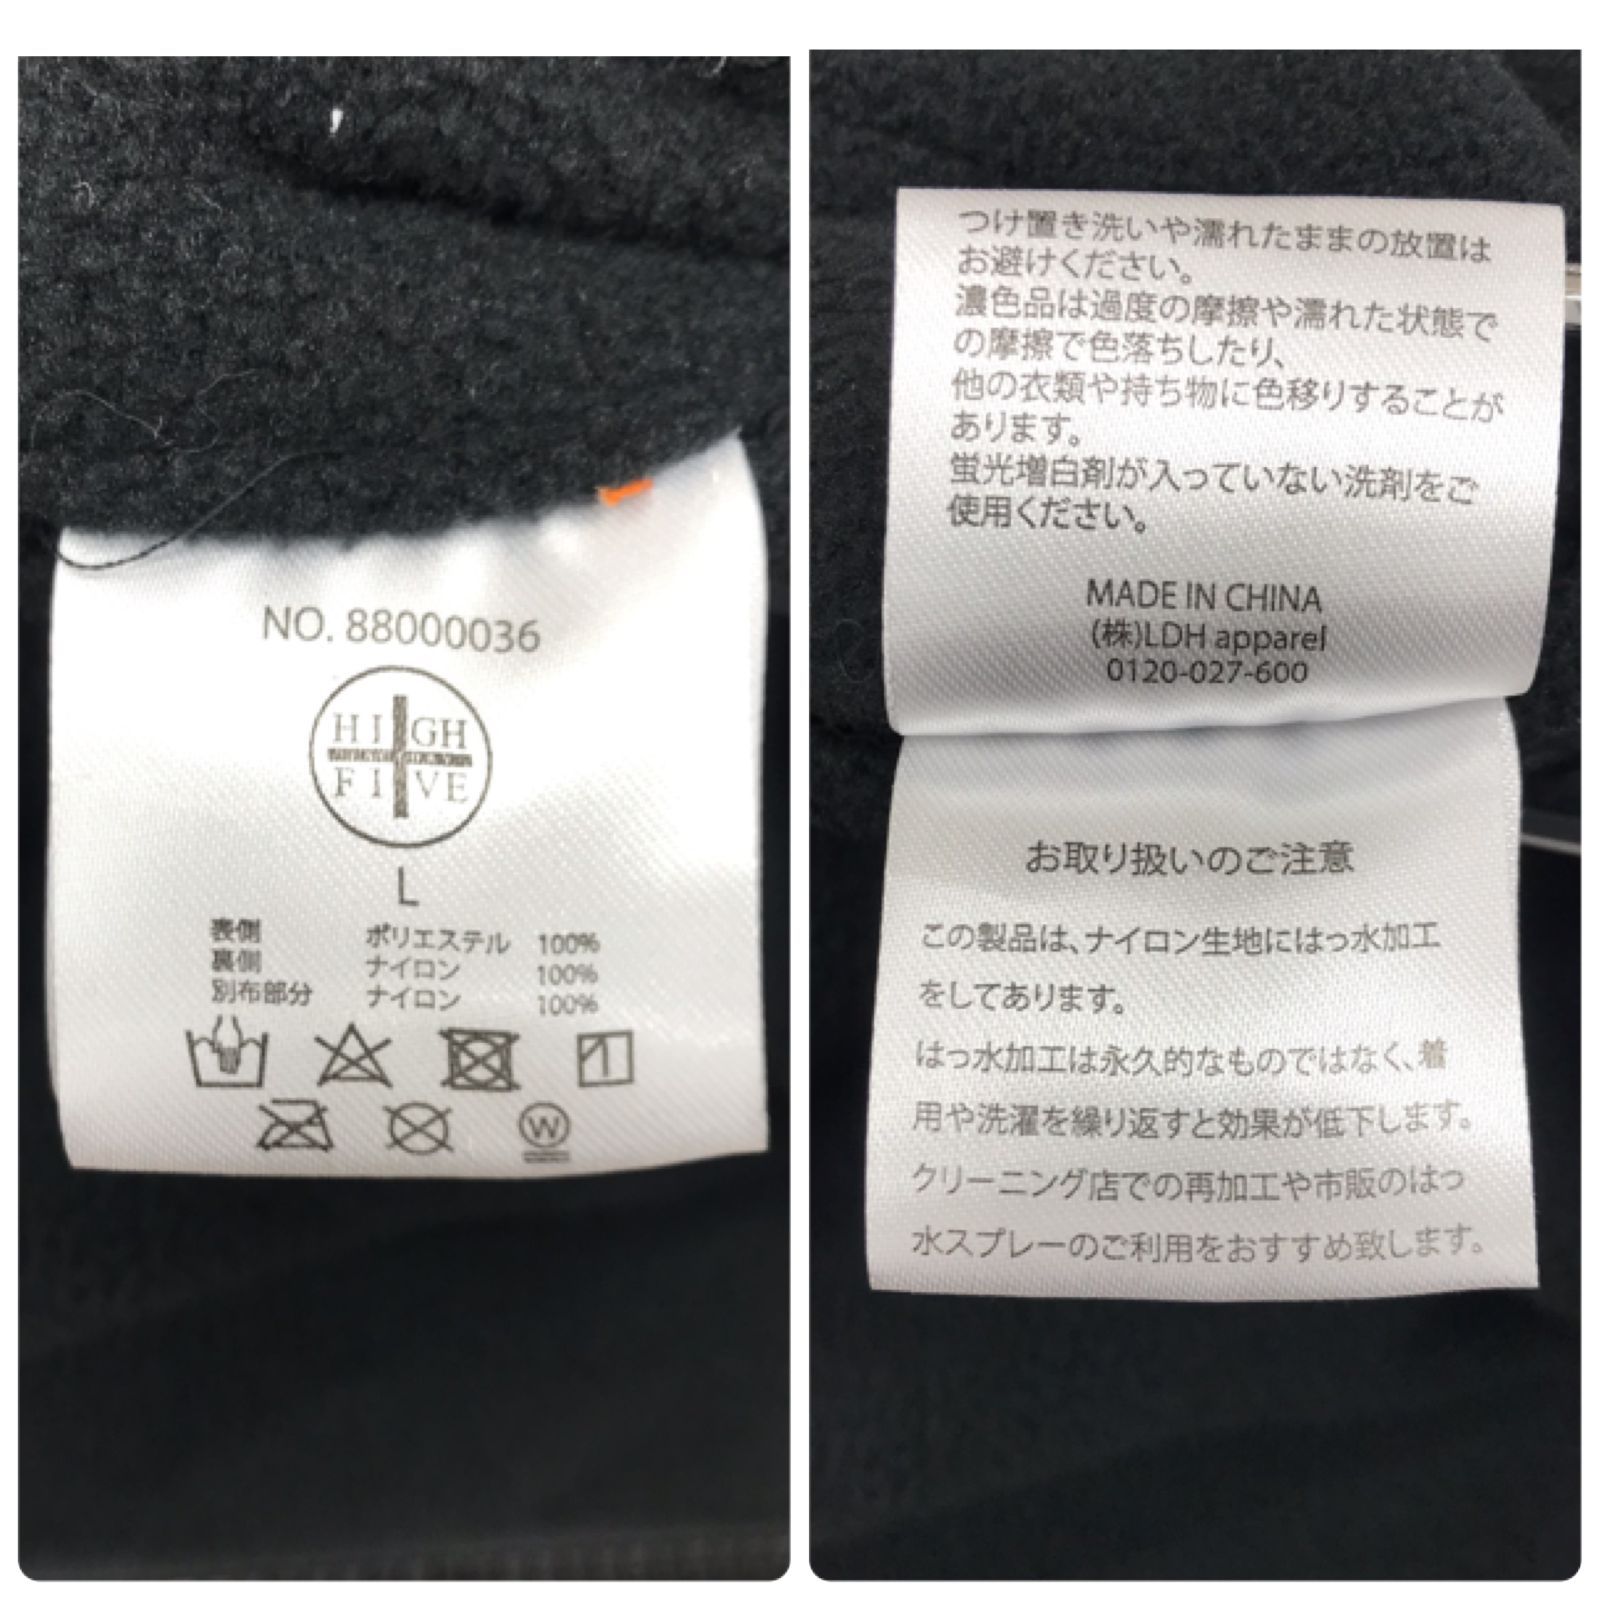 NO. 88000036
HIGH
FIVE
L
表側 ポリエステル 100%
裏側 ナイロン 100%
別布部分 ナイロン 100%
W
つけ置き洗いや濡れたままの放置は
お避けください。
濃色品は過度の摩擦や濡れた状態で
の摩擦で色落ちしたり、
他の衣類や持ち物に色移りすることが
あります。
蛍光増白剤が入っていない洗剤をご
使用ください。
MADE IN CHINA
(株)LDH apparel
0120-027-600
お取り扱いのご注意
この製品は、ナイロン生地にはっ水加工
をしてあります。
はっ水加工は永久的なものではなく、着
用や洗濯を繰り返すと効果が低下します。
クリーニング店での再加工や市販のはっ
水スプレーのご利用をおすすめ致します。